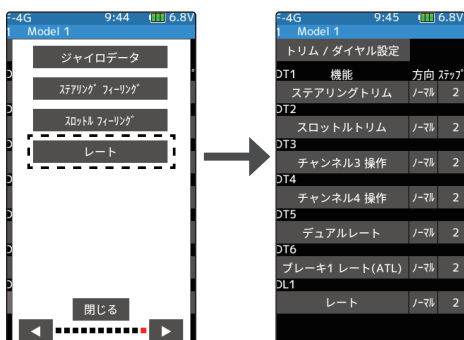 F-4G 9:44 6.8V
1 Model 1
ジャイロデータ
ステアリング フィーリング
スロットル フィーリング
レート
閉じる
F-4G 9:45 6.8V
1 Model 1
トリム / ダイヤル設定
DT1 機能 方向 ステップ
ステアリングトリム ノーマル 2
DT2
スロットルトリム ノーマル 2
DT3
チャンネル3 操作 ノーマル 2
DT4
チャンネル4 操作 ノーマル 2
DT5
デュアルレート ノーマル 2
DT6
ブレーキ1 レート(ATL) ノーマル 2
DL1
レート ノーマル 2